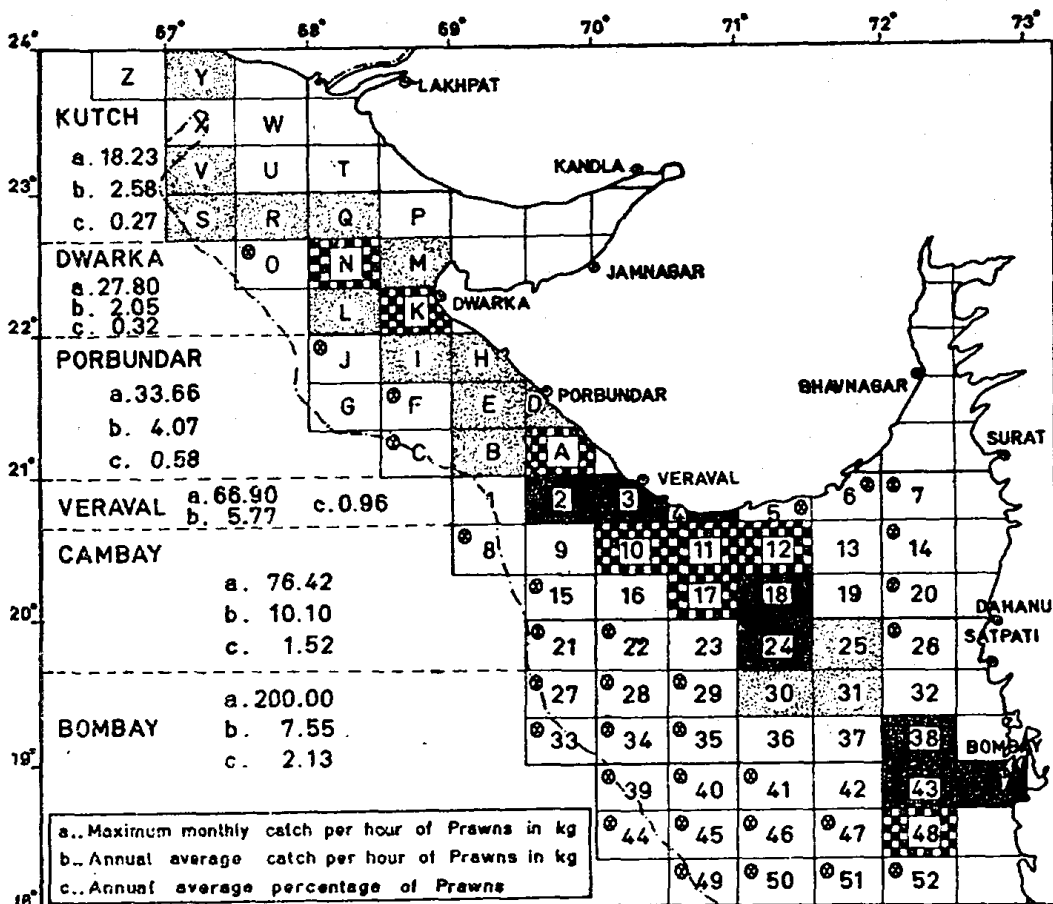 67° 68° 69° 70° 71° 72° 73°
24°
Z Y LAKHPAT
KUTCH X W
a. 18.23
V U T KANDLA
b. 2.58
23°
c. 0.27 S R Q P
DWARKA O N M JAMNAGAR
a. 27.80
b. 2.05 L K DWARKA
c. 0.32
22°
PORBUNDAR J I H BHAVNAGAR
a. 33.66 G F E D PORBUNDAR
b. 4.07
c. 0.58 C B A SURAT
21°
VERAVAL
VERAVAL a. 66.90 c. 0.96 1 2 3 4 5 6 7
b. 5.77
CAMBAY 8 9 10 11 12 13 14
a. 76.42
b. 10.10 15 16 17 18 19 20 DAHANU
20°
c. 1.52 SATPATI
21 22 23 24 25 26
a. 200.00 27 28 29 30 31 32
BOMBAY b. 7.55
c. 2.13 33 34 35 36 37 38 BOMBAY
19°
39 40 41 42 43
a.. Maximum monthly catch per hour of Prawns in kg
44 45 46 47 48
b.. Annual average catch per hour of Prawns in kg
c.. Annual average percentage of Prawns
49 50 51 52
18°